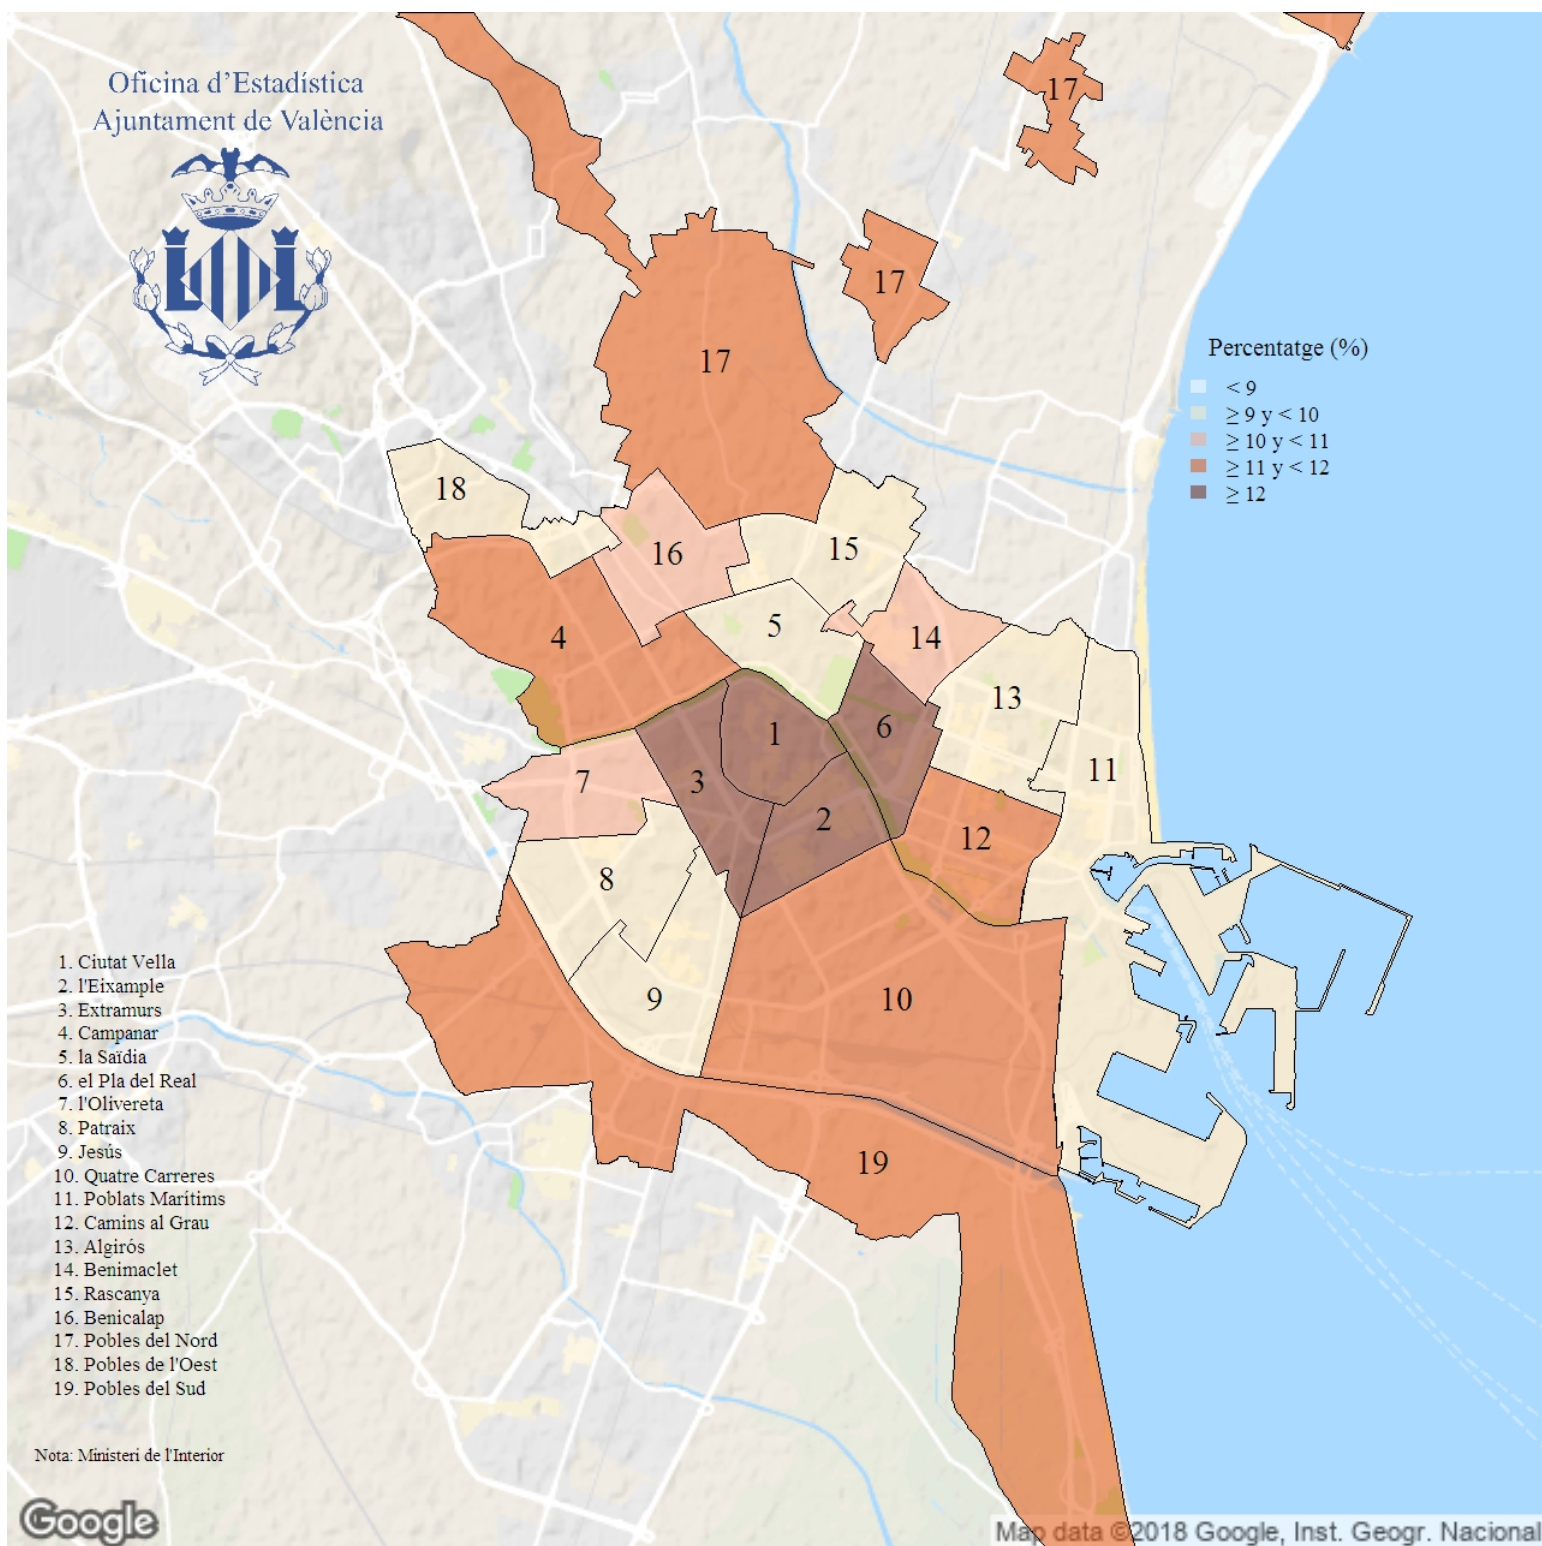 Oficina d’Estadística
Ajuntament de València
17
17
17
Percentatge (%)
< 9
≥ 9 y < 10
≥ 10 y < 11
≥ 11 y < 12
≥ 12
18
16
15
4
5
14
13
1
6
7
3
11
2
12
8
9
10
19
1. Ciutat Vella
2. l'Eixample
3. Extramurs
4. Campanar
5. la Saïdia
6. el Pla del Real
7. l'Olivereta
8. Patraix
9. Jesús
10. Quatre Carreres
11. Poblats Marítims
12. Camins al Grau
13. Algirós
14. Benimaclet
15. Rascanya
16. Benicalap
17. Pobles del Nord
18. Pobles de l'Oest
19. Pobles del Sud
Nota: Ministeri de l'Interior
Google
Map data ©2018 Google, Inst. Geogr. Nacional